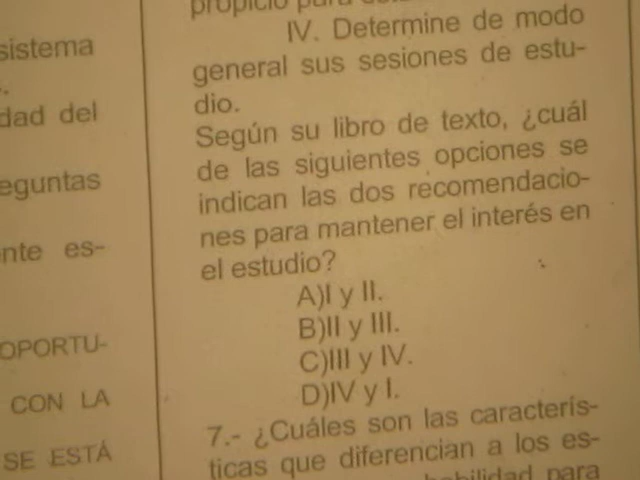 sistema
dad del
eguntas
nte es-
OPORTU-
CON LA
SE ESTÁ
propicio para
IV. Determine de modo
general sus sesiones de estu-
dio.
Según su libro de texto, ¿cuál
de las siguientes opciones se
indican las dos recomendacio-
nes para mantener el interés en
el estudio?
A)I y II.
B)II y III.
C)III y IV.
D)IV y I.
7.- ¿Cuáles son las caracterís-
ticas que diferencian a los es-
para